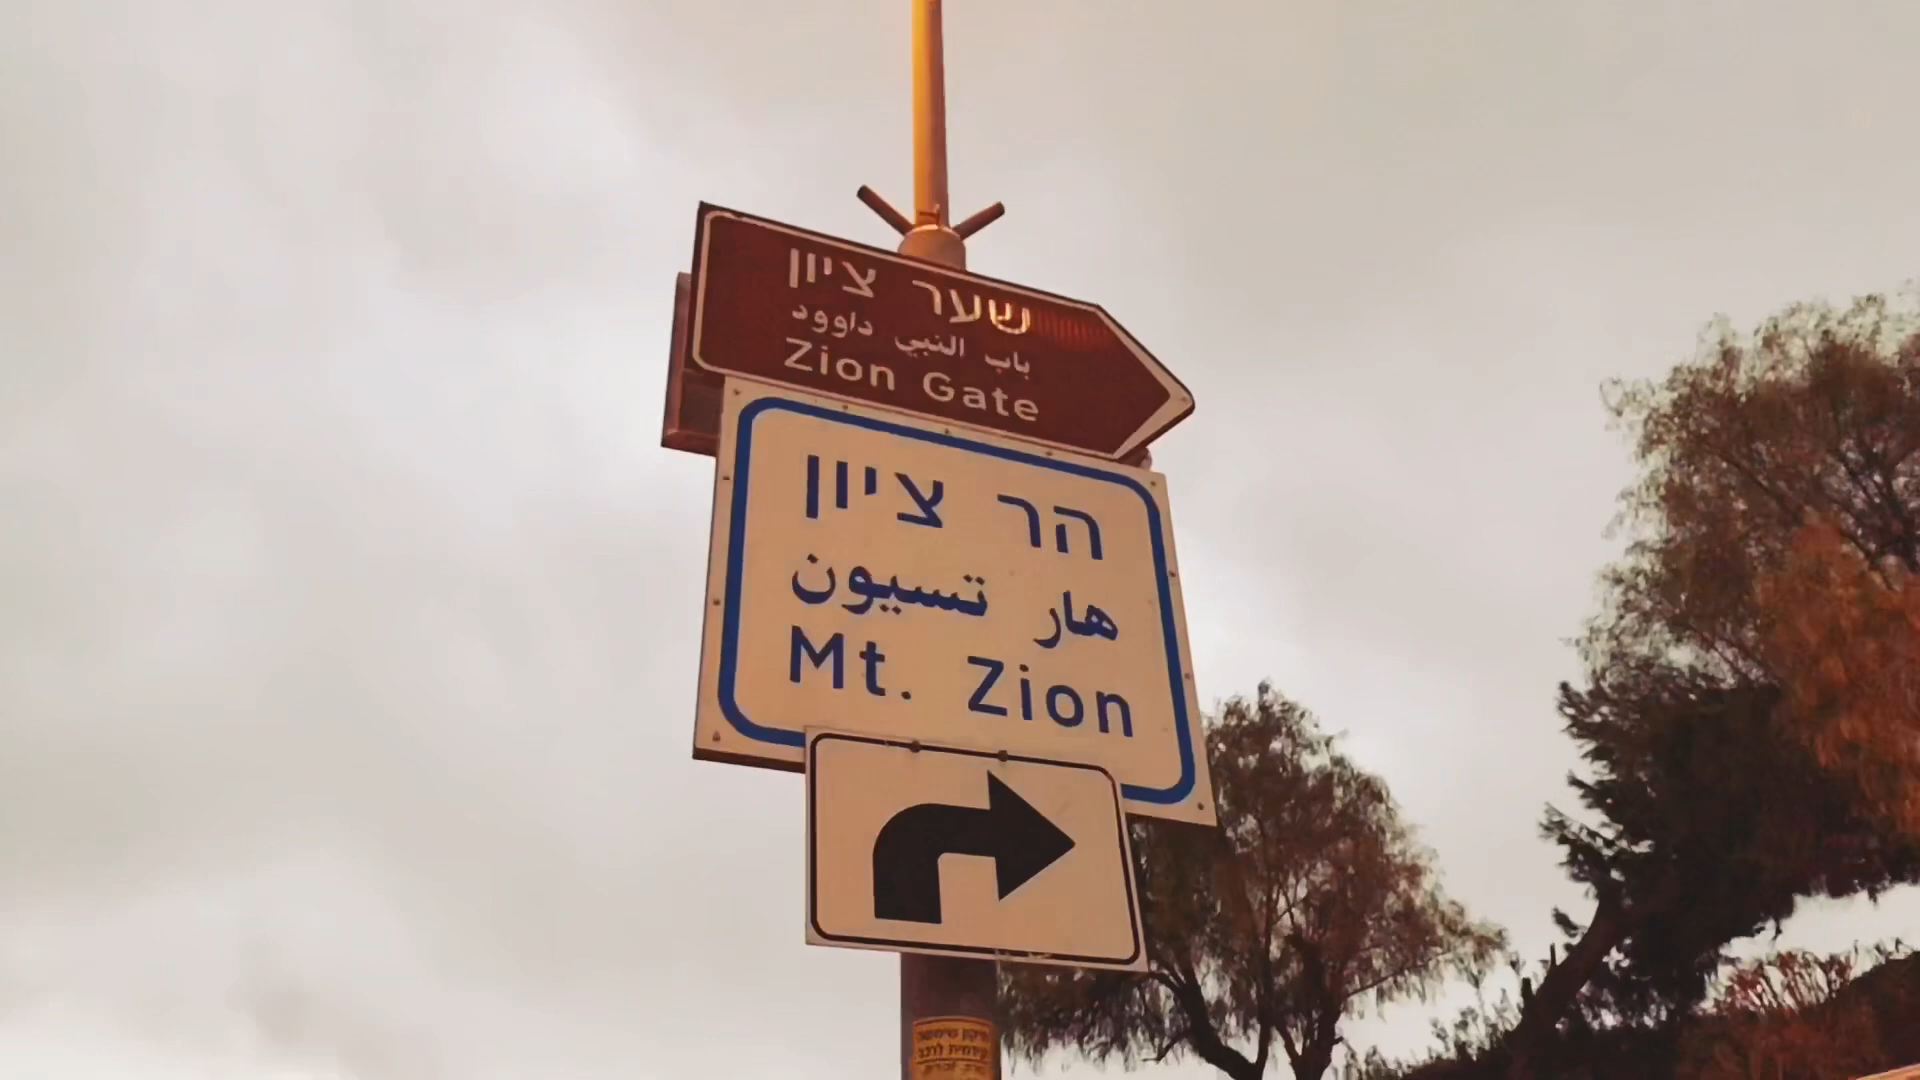 שער ציון
باب النبي داوود
Zion Gate
הר ציון
هار تسيون
Mt. Zion